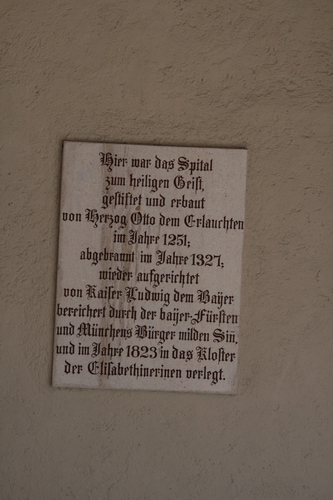 Hier war das Spital
zum heiligen Geist,
gestiftet und erbaut
von Herzog Otto dem Erlauchten
im Jahre 1251;
abgebrannt im Jahre 1327;
wieder aufgerichtet
von Kaiser Ludwig dem Baÿer
bereichert durch der baÿer-Fürsten
und Münchens Bürger milden Sin̅,
und im Jahre 1823 in das Kloster
der Elisabethinerinen verlegt.